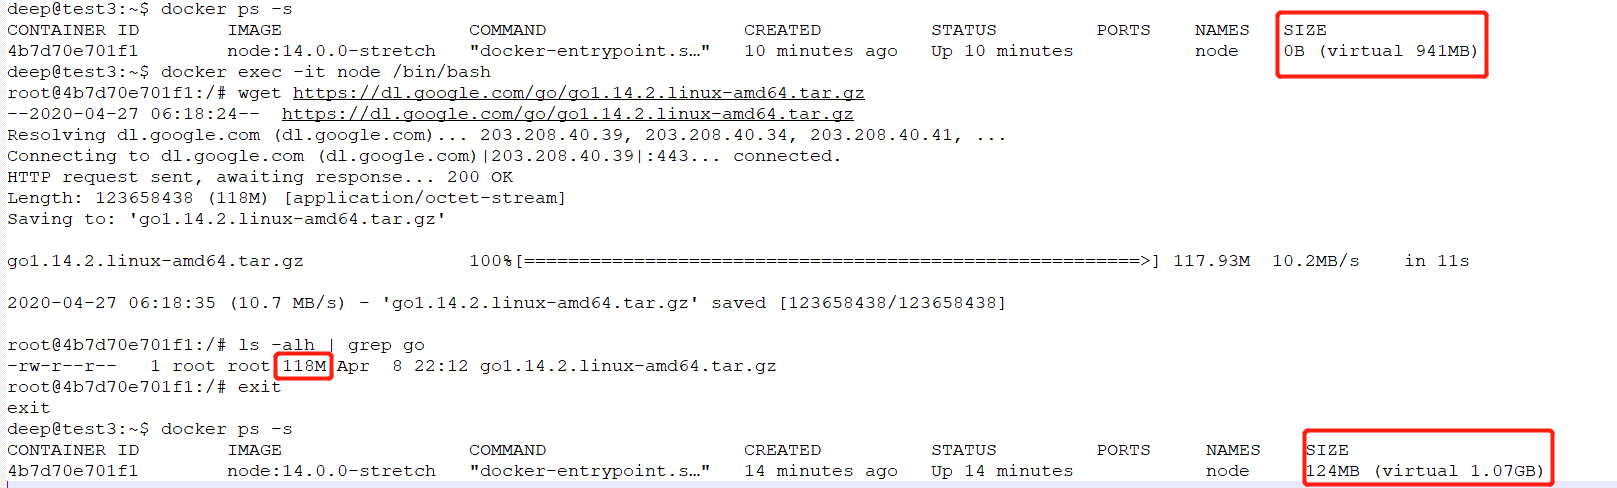 deep@test3:~$ docker ps -s
CONTAINER ID        IMAGE                 COMMAND                  CREATED          STATUS         PORTS     NAMES    SIZE
4b7d70e701f1        node:14.0.0-stretch   "docker-entrypoint.s…"   10 minutes ago   Up 10 minutes            node     0B (virtual 941MB)
deep@test3:~$ docker exec -it node /bin/bash
root@4b7d70e701f1:/# wget https://dl.google.com/go/go1.14.2.linux-amd64.tar.gz
--2020-04-27 06:18:24--  https://dl.google.com/go/go1.14.2.linux-amd64.tar.gz
Resolving dl.google.com (dl.google.com)... 203.208.40.39, 203.208.40.34, 203.208.40.41, ...
Connecting to dl.google.com (dl.google.com)|203.208.40.39|:443... connected.
HTTP request sent, awaiting response... 200 OK
Length: 123658438 (118M) [application/octet-stream]
Saving to: 'go1.14.2.linux-amd64.tar.gz'
go1.14.2.linux-amd64.tar.gz               100%[========================================================>] 117.93M  10.2MB/s    in 11s
2020-04-27 06:18:35 (10.7 MB/s) - 'go1.14.2.linux-amd64.tar.gz' saved [123658438/123658438]
root@4b7d70e701f1:/# ls -alh | grep go
-rw-r--r--   1 root root 118M Apr  8 22:12 go1.14.2.linux-amd64.tar.gz
root@4b7d70e701f1:/# exit
exit
deep@test3:~$ docker ps -s
CONTAINER ID        IMAGE                 COMMAND                  CREATED          STATUS         PORTS     NAMES    SIZE
4b7d70e701f1        node:14.0.0-stretch   "docker-entrypoint.s…"   14 minutes ago   Up 14 minutes            node     124MB (virtual 1.07GB)